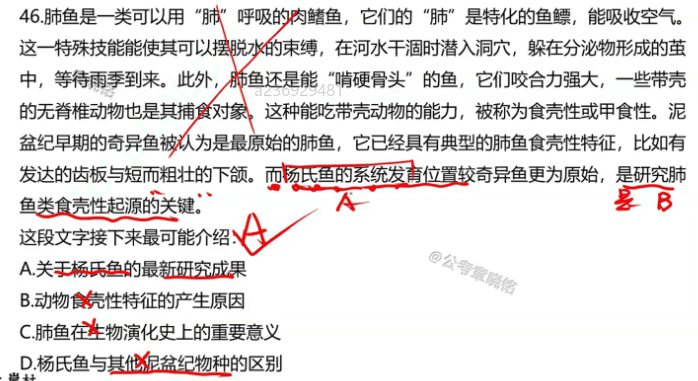 46.肺鱼是一类可以用“肺”呼吸的肉鳍鱼，它们的“肺”是特化的鱼鳔，能吸收空气。
这一特殊技能能使其可以摆脱水的束缚，在河水干涸时潜入洞穴，躲在分泌物形成的茧
中，等待雨季到来。此外，肺鱼还是能“啃硬骨头”的鱼，它们咬合力强大，一些带壳
的无脊椎动物也是其捕食对象。这种能吃带壳动物的能力，被称为食壳性或甲食性。泥
盆纪早期的奇异鱼被认为是最原始的肺鱼，它已经具有典型的肺鱼食壳性特征，比如有
发达的齿板与短而粗壮的下颌。而杨氏鱼的系统发育位置较奇异鱼更为原始，是研究肺
A
是 B
鱼类食壳性起源的关键。
这段文字接下来最可能介绍：
A
A.关于杨氏鱼的最新研究成果
B.动物食壳性特征的产生原因
C.肺鱼在生物演化史上的重要意义
D.杨氏鱼与其他泥盆纪物种的区别
a236929481
@公考章晓铭